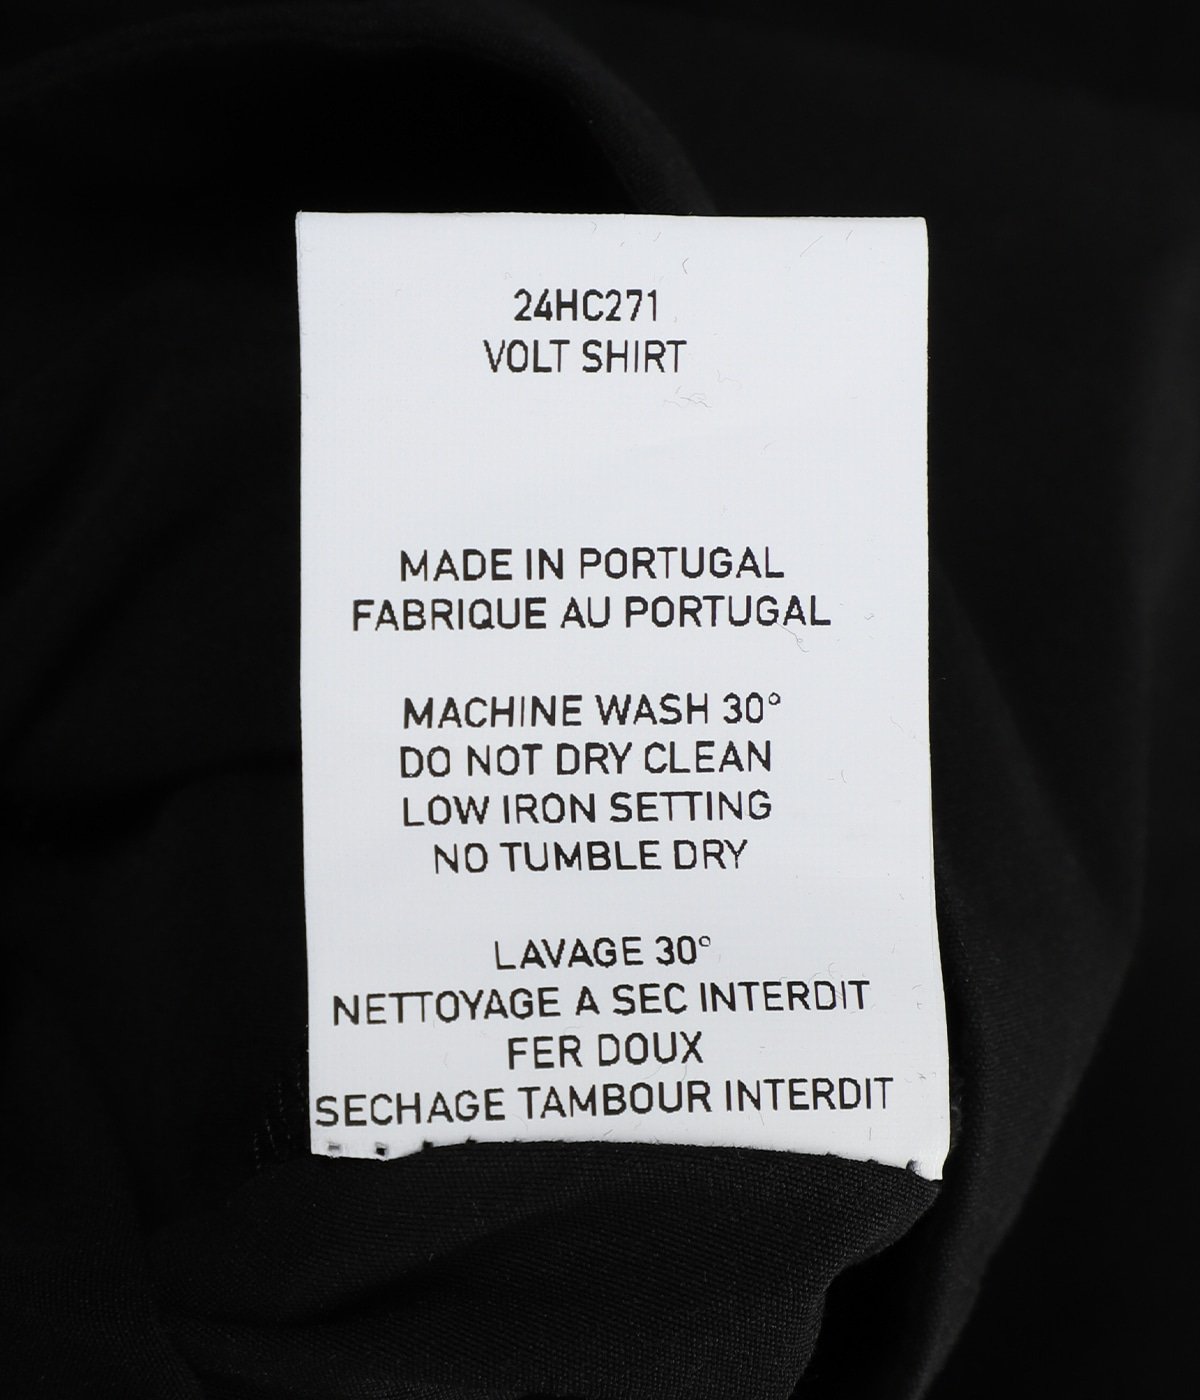 24HC271
VOLT SHIRT
MADE IN PORTUGAL
FABRIQUE AU PORTUGAL
MACHINE WASH 30°
DO NOT DRY CLEAN
LOW IRON SETTING
NO TUMBLE DRY
LAVAGE 30°
NETTOYAGE A SEC INTERDIT
FER DOUX
SECHAGE TAMBOUR INTERDIT